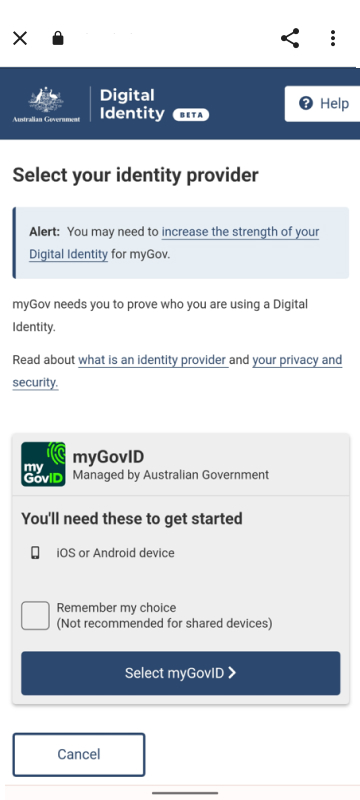 Digital
Identity BETA
Australian Government
Help
Select your identity provider
Alert: You may need to increase the strength of your
Digital Identity for myGov.
myGov needs you to prove who you are using a Digital
Identity.
Read about what is an identity provider and your privacy and
security.
my
GovID
myGovID
Managed by Australian Government
You'll need these to get started
iOS or Android device
Remember my choice
(Not recommended for shared devices)
Select myGovID
Cancel